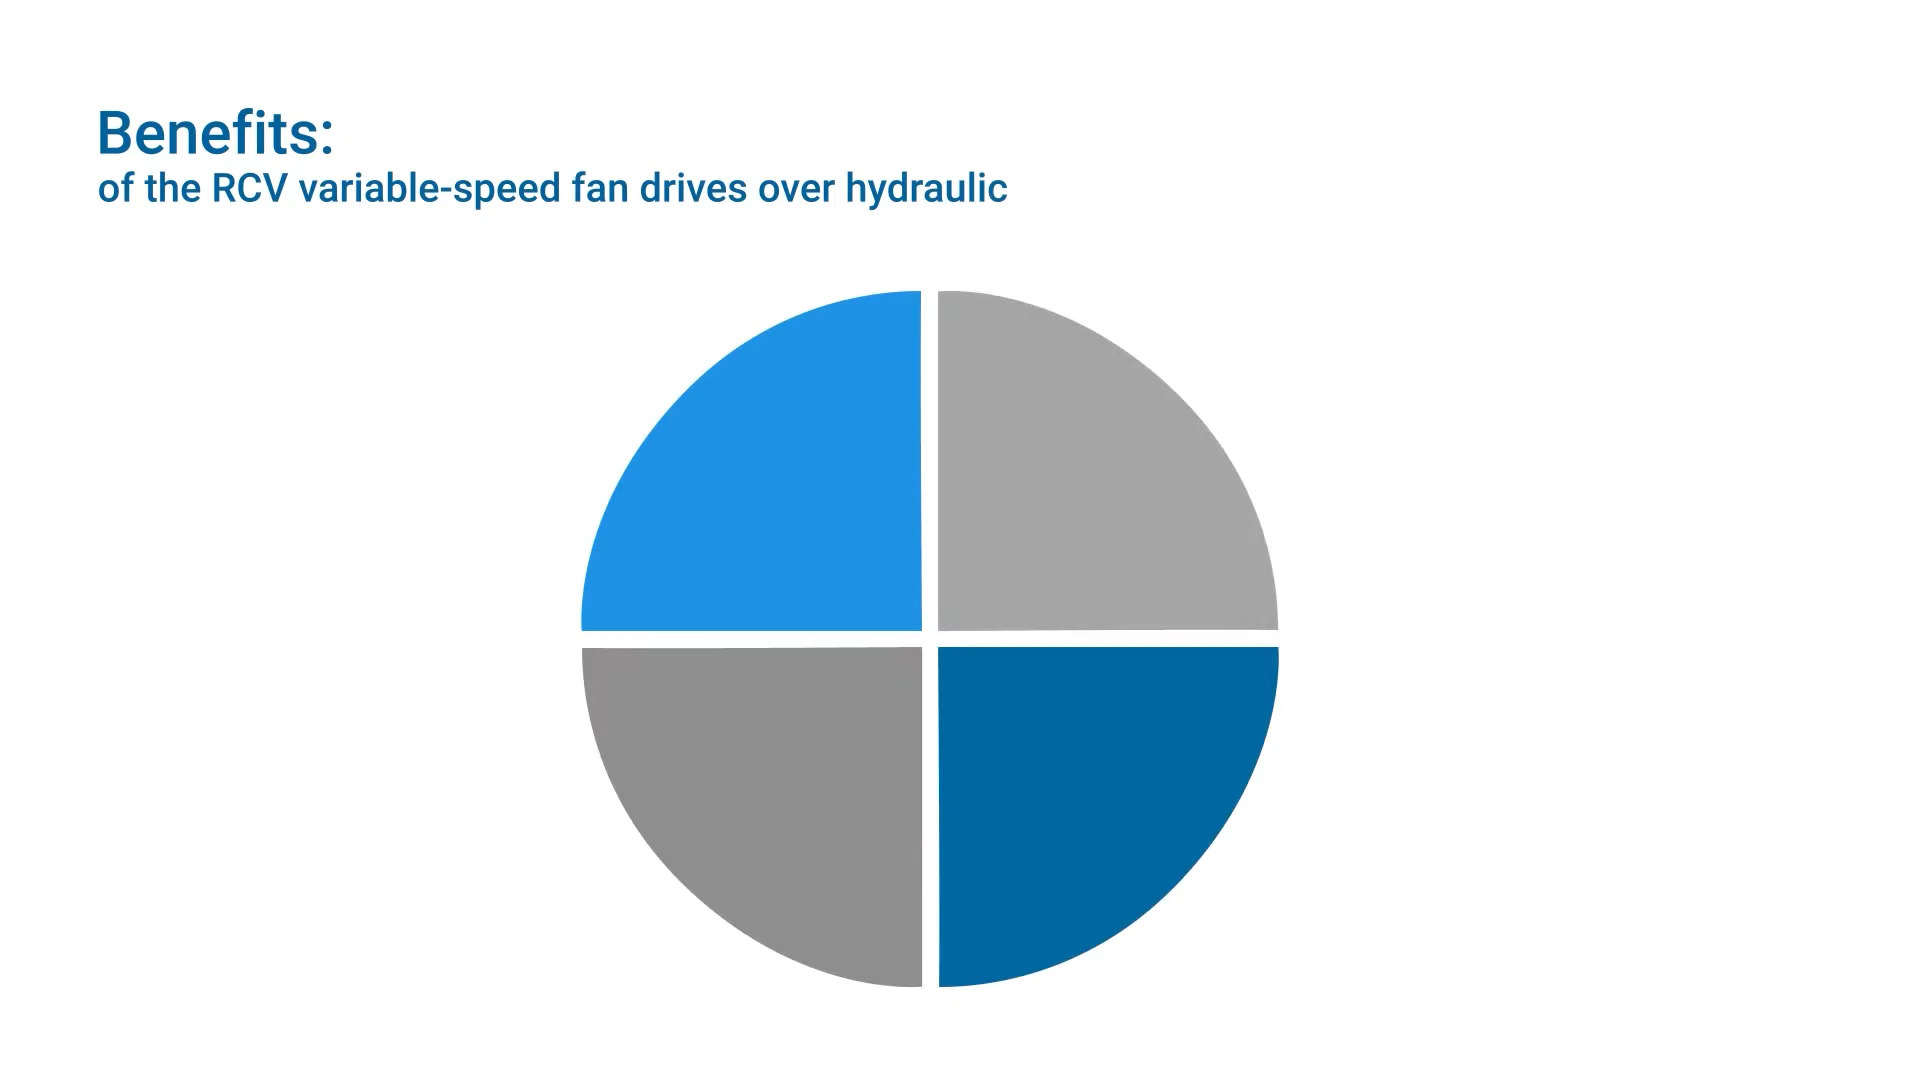 Benefits:
of the RCV variable-speed fan drives over hydraulic